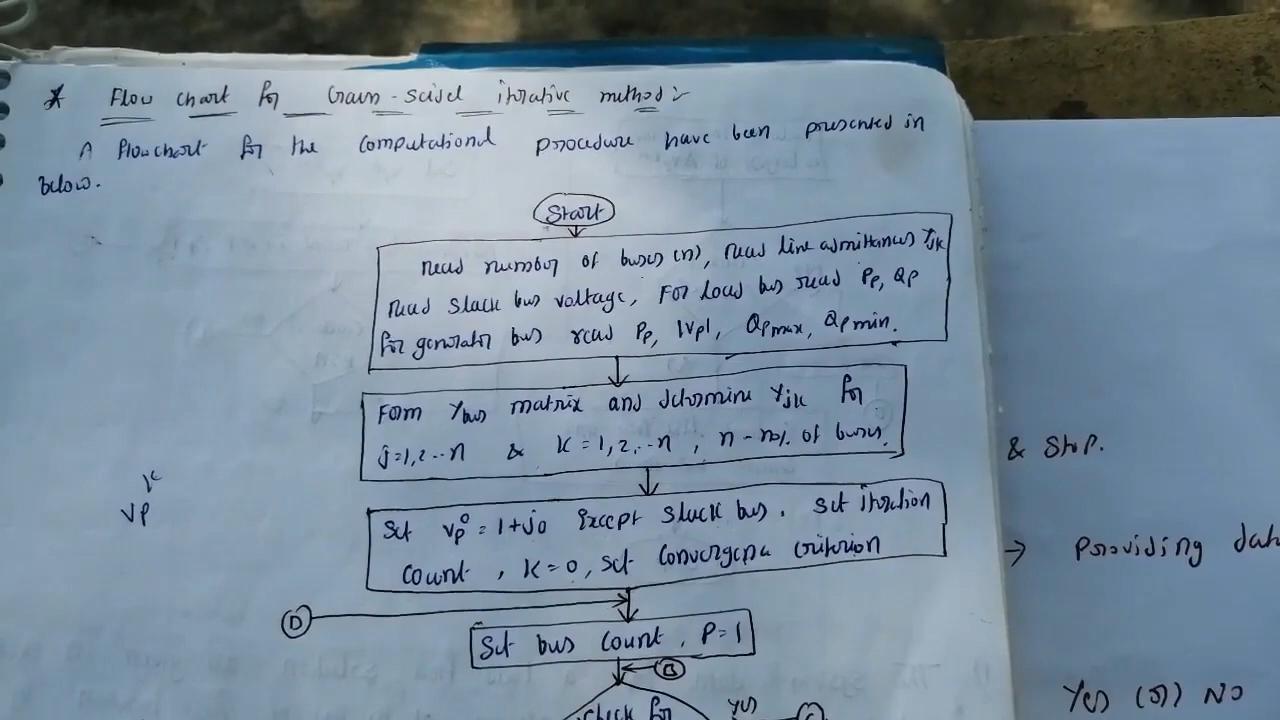 * Flow chart for Gauss-Seidel iterative method :-
A flowchart for the computational procedure have been presented in
below.
Start
read number of buses (n), read line admittances Yjk
read slack bus voltage, For load bus read Pp, Qp
for generator bus read Pp, |Vp|, Qpmax, Qpmin.
Form Ybus matrix and determine Yjk for
j=1,2...n & k=1,2...n, n - no. of buses.
Set Vp⁰ = 1+j0 Except slack bus. Set iteration
count, K=0, set convergence criterion
D
Set bus count. P=1
B
Check for
yes
C
Vp^K
& Stop.
→ Providing dat
Yes (or) No